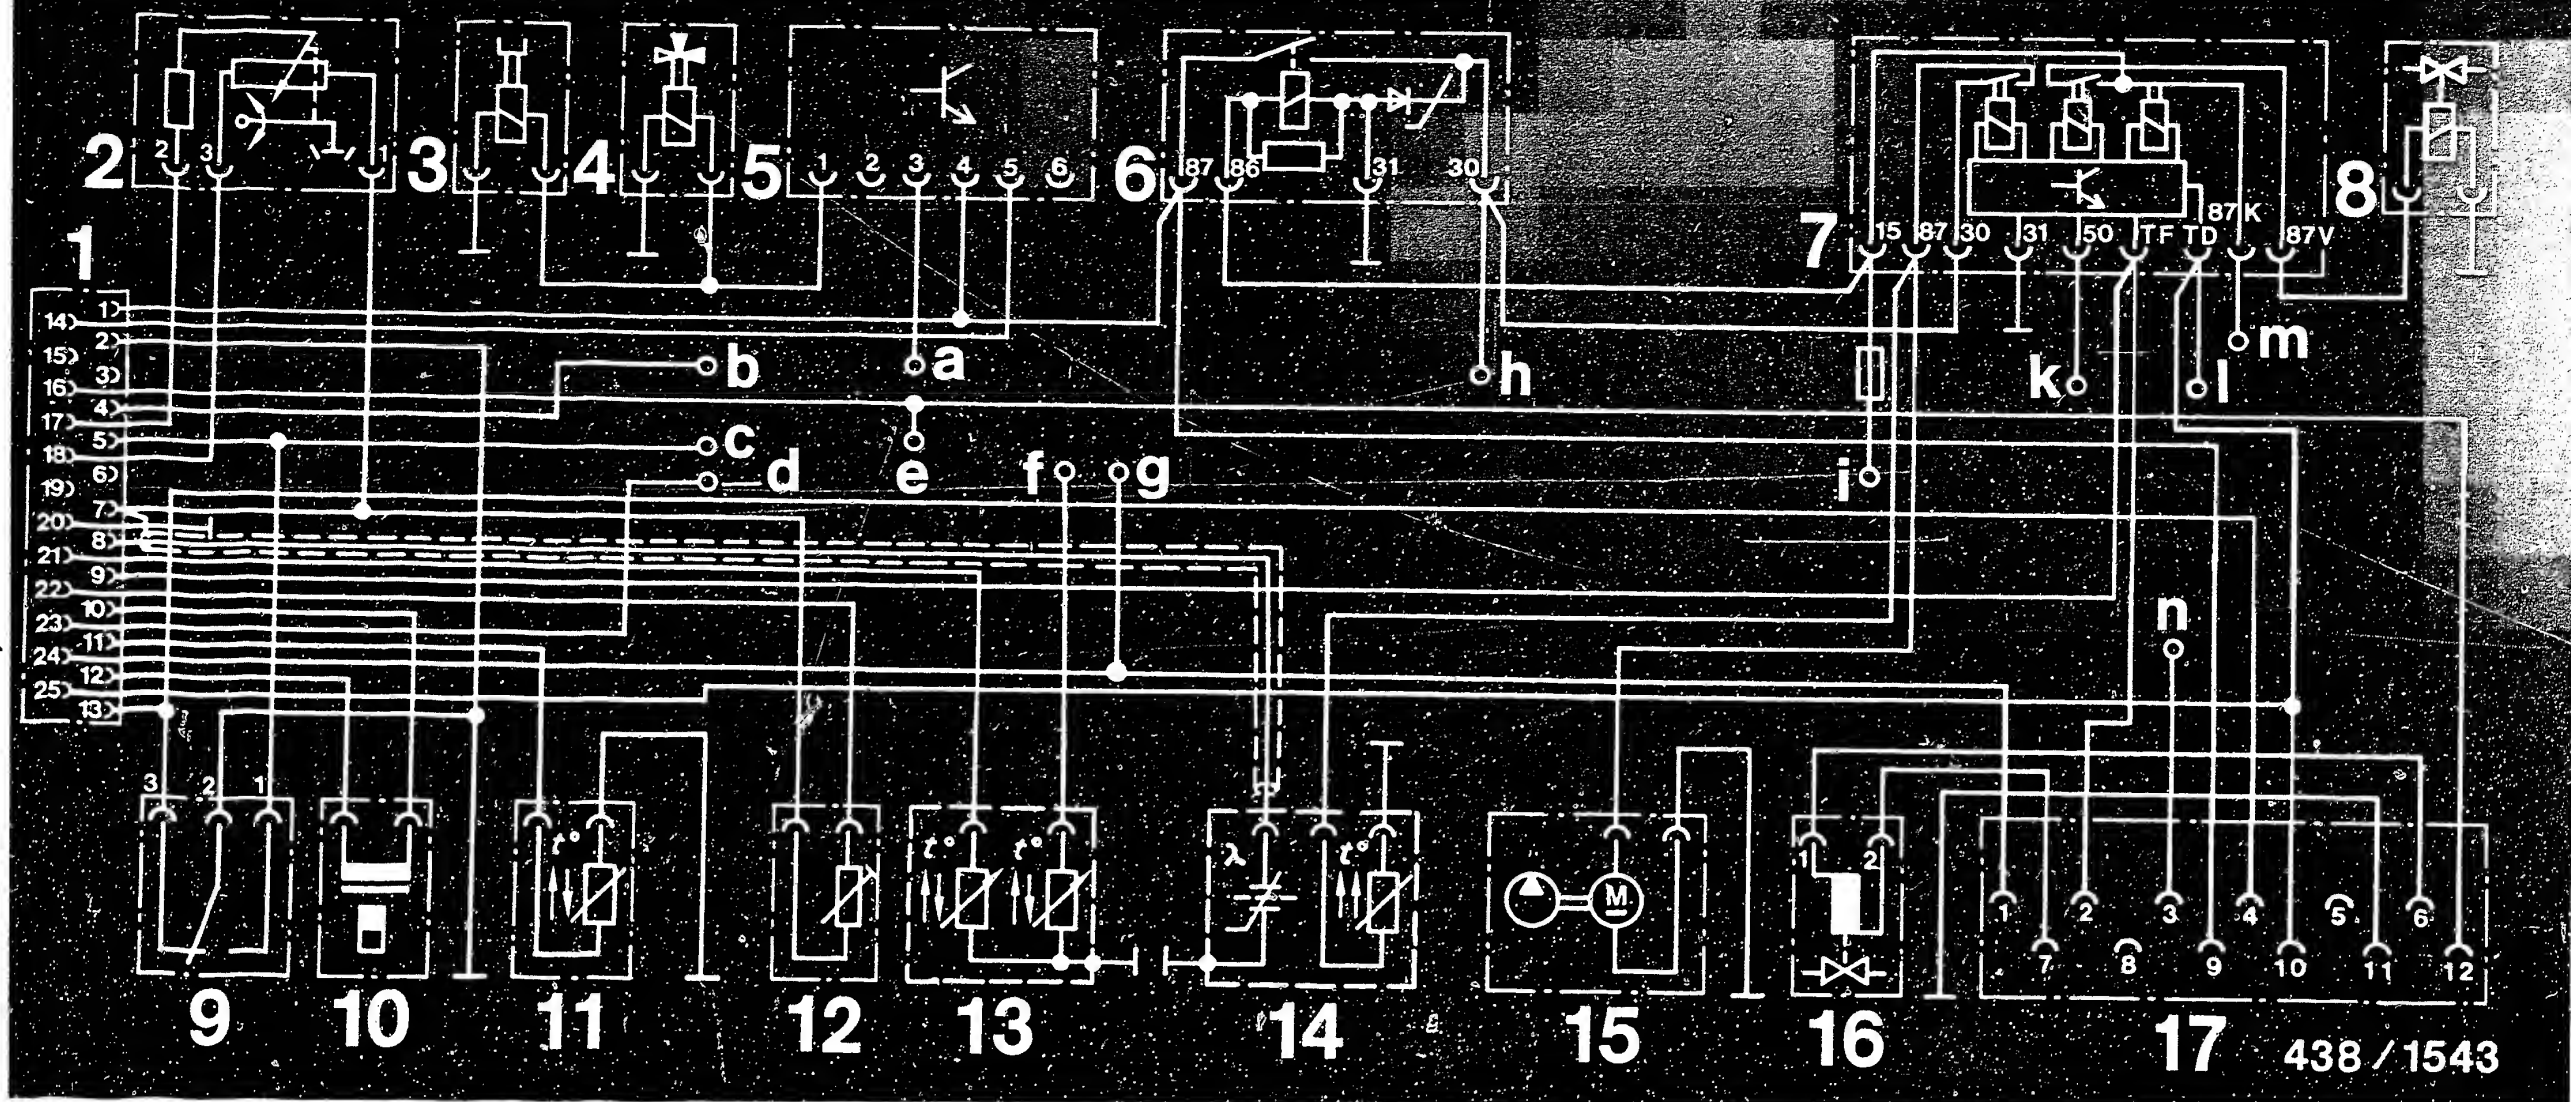 2 3 1
2 3 4 5 1 2 3 4 5 6
6 87 86 31 30
7 15 87 30 31 50 TF TD 87 K 87V
8
1
1
14
2
15
3
16
4
17
5
18
6
19
7
20
8
21
9
22
10
23
11
24
12
25
13
b a h k l m
c d e f g i
n
3 2 1
t° t° t° λ t° M 1 2
1 2 3 4 5 6
7 8 9 10 11 12
9 10 11 12 13 14 15 16 17
438/1543